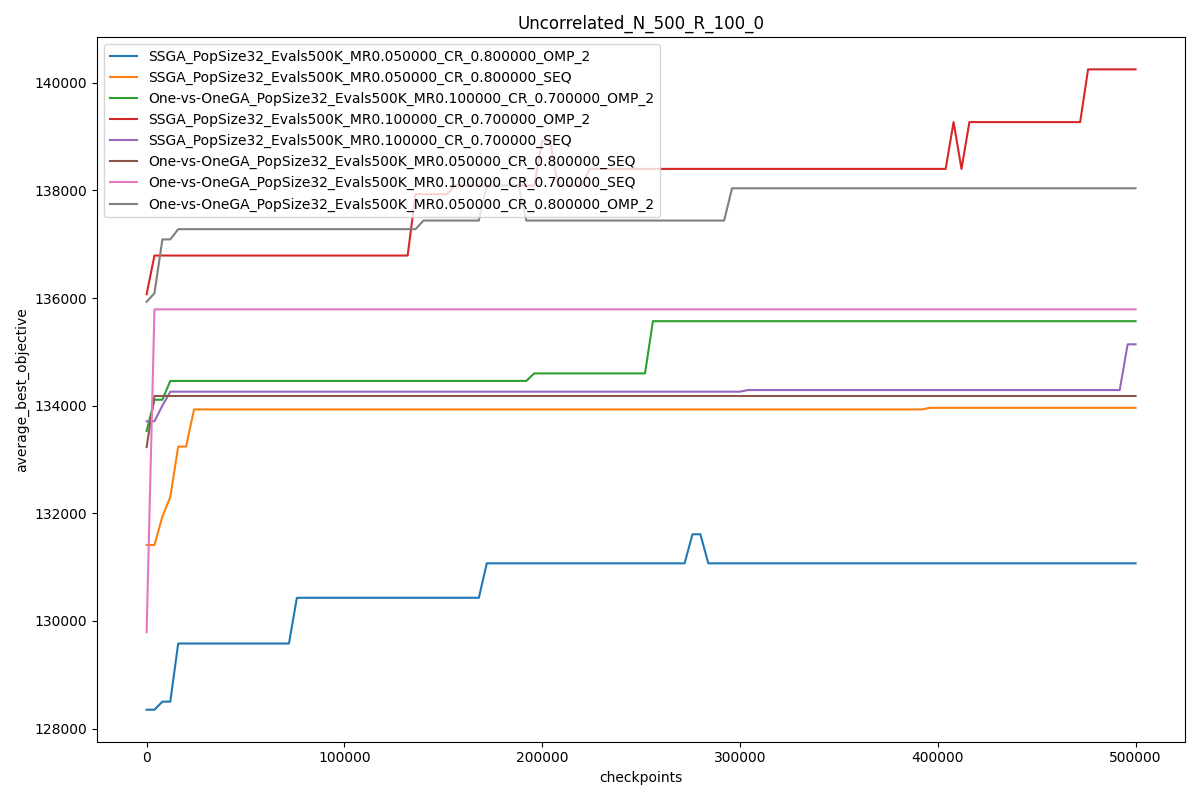 Uncorrelated_N_500_R_100_0
SSGA_PopSize32_Evals500K_MR0.050000_CR_0.800000_OMP_2
SSGA_PopSize32_Evals500K_MR0.050000_CR_0.800000_SEQ
One-vs-OneGA_PopSize32_Evals500K_MR0.100000_CR_0.700000_OMP_2
SSGA_PopSize32_Evals500K_MR0.100000_CR_0.700000_OMP_2
SSGA_PopSize32_Evals500K_MR0.100000_CR_0.700000_SEQ
One-vs-OneGA_PopSize32_Evals500K_MR0.050000_CR_0.800000_SEQ
One-vs-OneGA_PopSize32_Evals500K_MR0.100000_CR_0.700000_SEQ
One-vs-OneGA_PopSize32_Evals500K_MR0.050000_CR_0.800000_OMP_2
average_best_objective
140000
138000
136000
134000
132000
130000
128000
0 100000 200000 300000 400000 500000
checkpoints